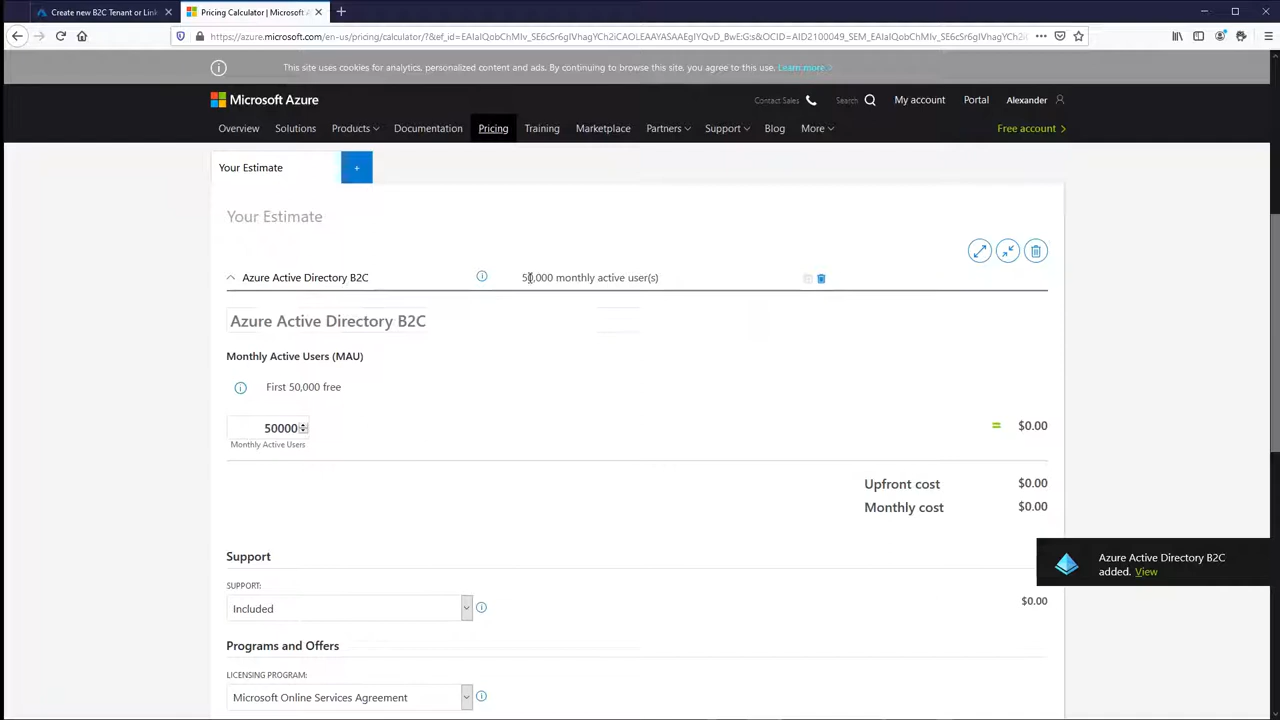 Create new B2C Tenant or Link
Pricing Calculator | Microsoft A
https://azure.microsoft.com/en-us/pricing/calculator/?&ef_id=
This site uses cookies for analytics, personalized content and ads. By continuing to browse this site, you agree to this use. Learn more
Microsoft Azure
Contact Sales
Search
My account
Portal
Alexander
Overview
Solutions
Products
Documentation
Pricing
Training
Marketplace
Partners
Support
Blog
More
Free account
Your Estimate
+
Your Estimate
Azure Active Directory B2C
50,000 monthly active user(s)
Azure Active Directory B2C
Monthly Active Users (MAU)
First 50,000 free
50000
= $0.00
Monthly Active Users
Upfront cost $0.00
Monthly cost $0.00
Azure Active Directory B2C
added. View
Support
SUPPORT:
Included
$0.00
Programs and Offers
LICENSING PROGRAM:
Microsoft Online Services Agreement